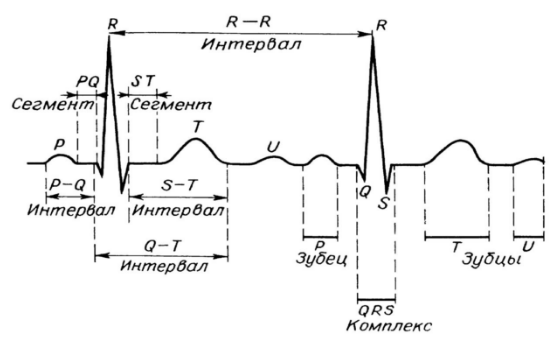 R
R – R
R
Интервал
PQ
ST
Сегмент
Сегмент
P
T
U
P – Q
Интервал
S – T
Интервал
Q
S
Q – T
Интервал
P
Зубец
T
U
Зубцы
QRS
Комплекс